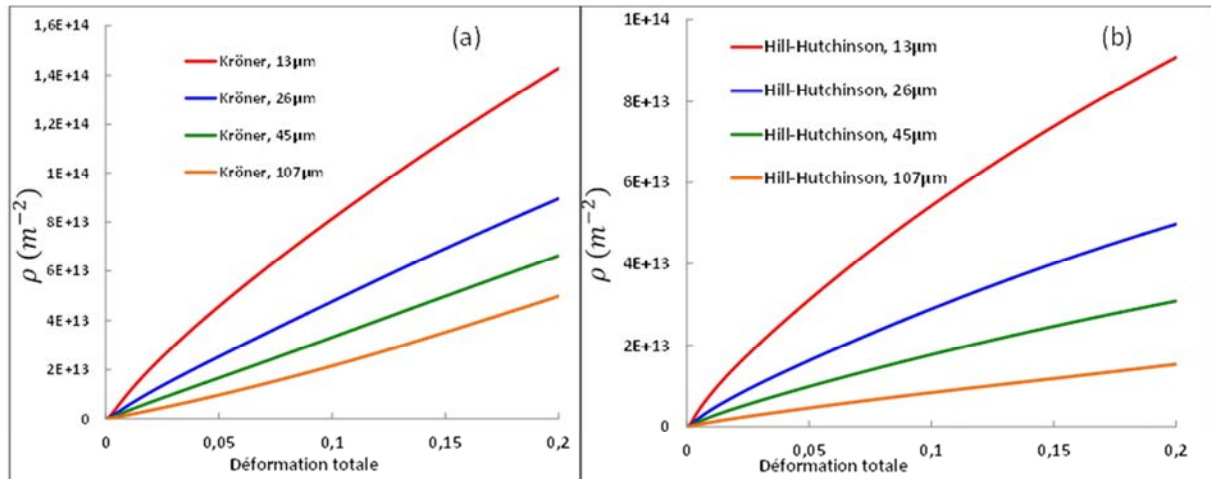 (a)
1,6E+14
1,4E+14
1,2E+14
1E+14
8E+13
6E+13
4E+13
2E+13
0
ρ (m⁻²)
Kröner, 13µm
Kröner, 26µm
Kröner, 45µm
Kröner, 107µm
0
0,05
0,1
0,15
0,2
Déformation totale
(b)
1E+14
8E+13
6E+13
4E+13
2E+13
0
ρ (m⁻²)
Hill-Hutchinson, 13µm
Hill-Hutchinson, 26µm
Hill-Hutchinson, 45µm
Hill-Hutchinson, 107µm
0
0,05
0,1
0,15
0,2
Déformation totale